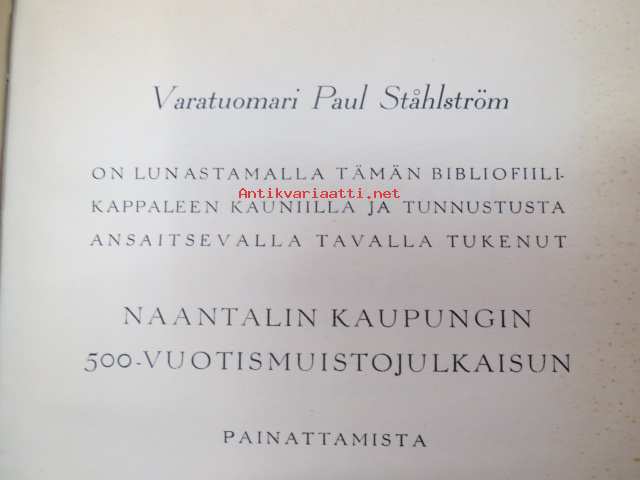 Varatuomari Paul Ståhlström
ON LUNASTAMALLA TÄMÄN BIBLIOFIILI-
Antikvariaatti.net
KAPPALEEN KAUNIILLA JA TUNNUSTUSTA
ANSAITSEVALLA TAVALLA TUKENUT
NAANTALIN KAUPUNGIN
500-VUOTISMUISTOJULKAISUN
PAINATTAMISTA